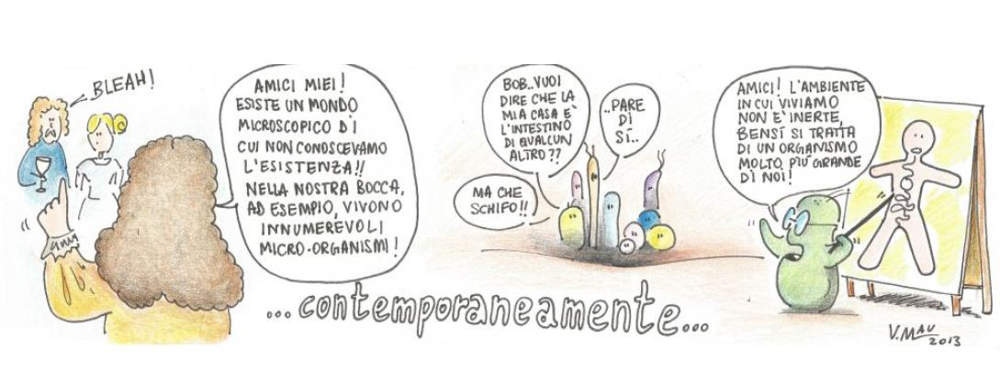 BLEAH!
AMICI MIEI!
ESISTE UN MONDO
MICROSCOPICO DI
CUI NON CONOSCEVAMO
L'ESISTENZA!!
NELLA NOSTRA BOCCA,
AD ESEMPIO, VIVONO
INNUMEREVOLI
MICRO-ORGANISMI!
...contemporaneamente...
BOB..VUOI
DIRE CHE LA
MIA CASA E'
L'INTESTINO
DI QUALCUN
ALTRO??
..PARE
DI
SI..
MA CHE
SCHIFO!!
AMICI! L'AMBIENTE
IN CUI VIVIAMO
NON E' INERTE,
BENSÍ SI TRATTA
DI UN ORGANISMO
MOLTO PIU' GRANDE
DI NOI!
V.MAU
2013